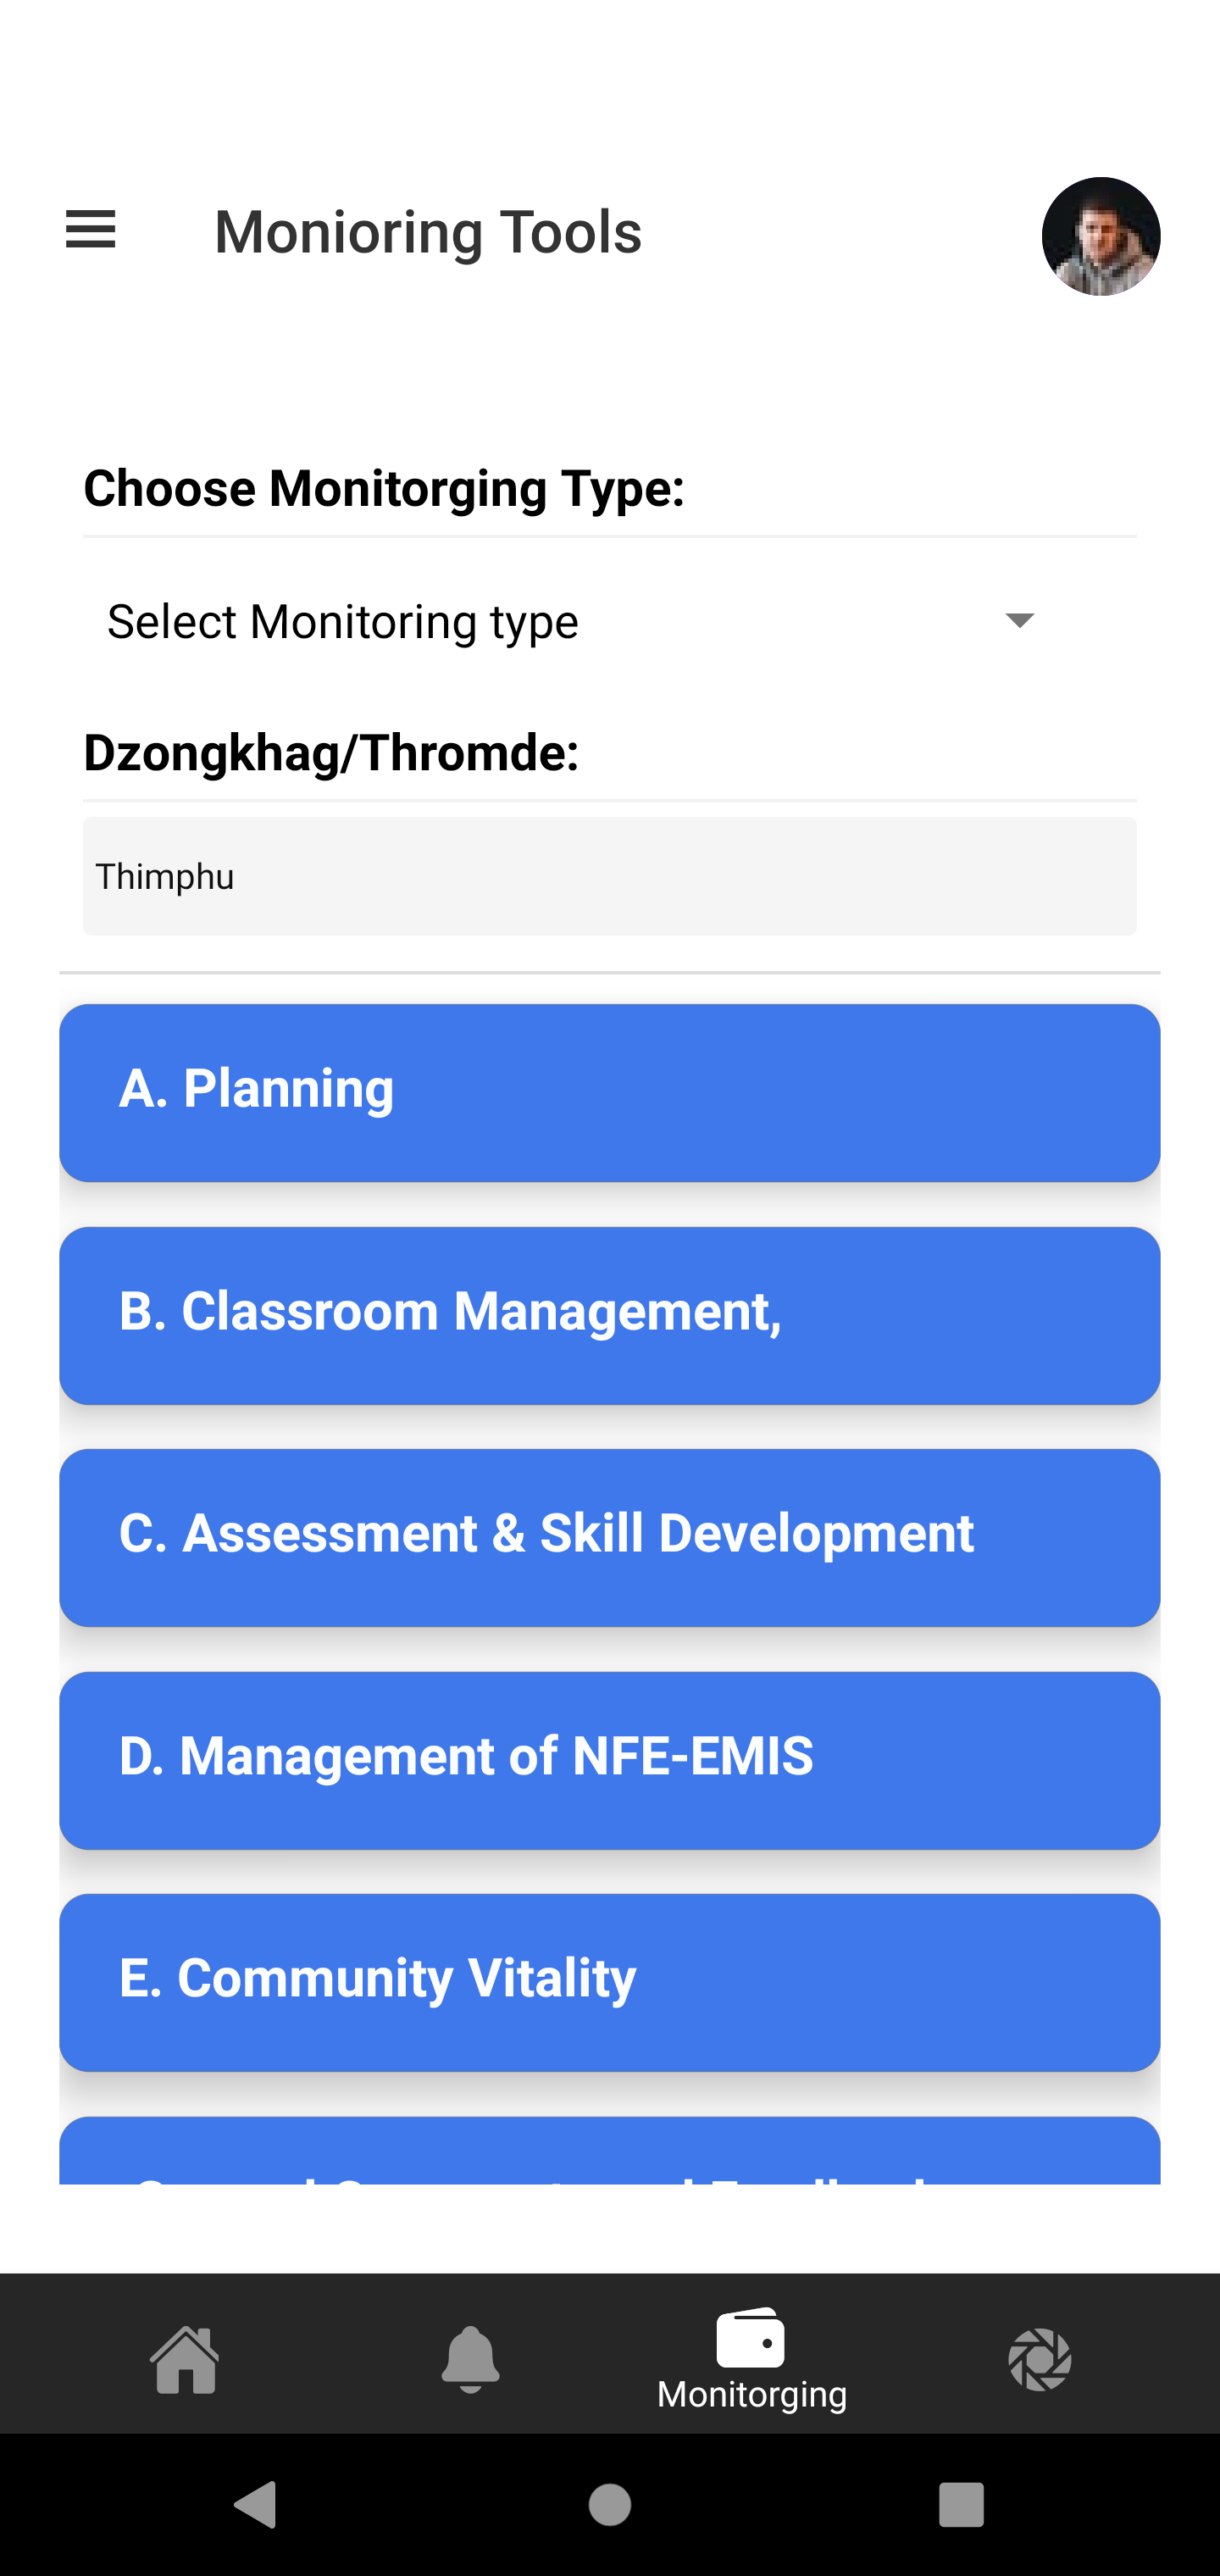 Monioring Tools
Choose Monitorging Type:
Select Monitoring type
Dzongkhag/Thromde:
Thimphu
A. Planning
B. Classroom Management,
C. Assessment & Skill Development
D. Management of NFE-EMIS
E. Community Vitality
Monitorging